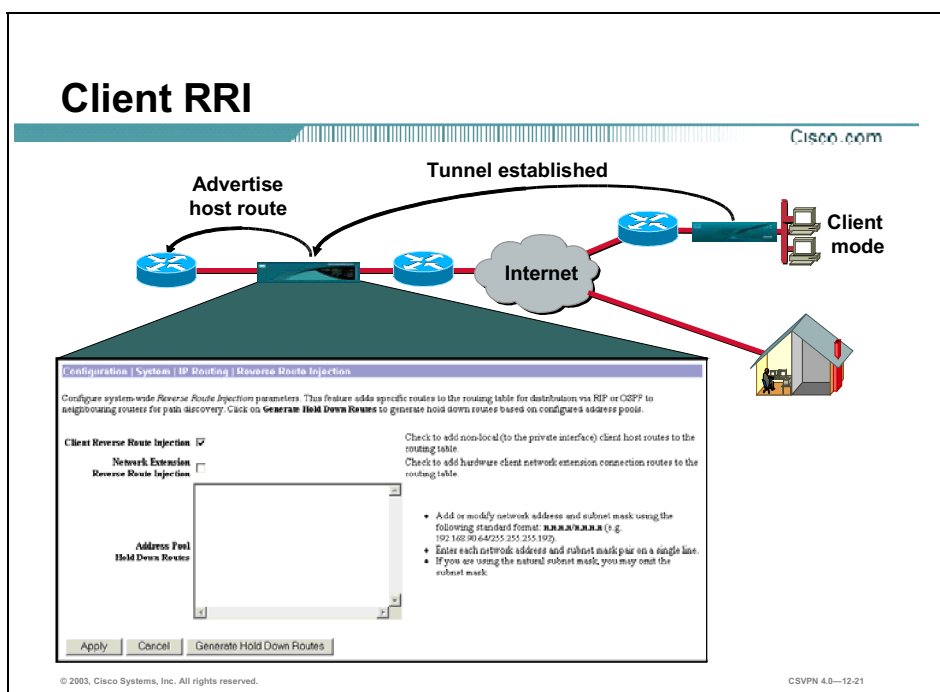 Client RRI
Cisco.com
Tunnel established
Advertise
host route
Client
mode
Internet
Configuration | System | IP Routing | Reverse Route Injection
Configure system-wide Reverse Route Injection parameters. This feature adds specific routes to the routing table for distribution via RIP or OSPF to
neighbouring routers for path discovery. Click on Generate Hold Down Routes to generate hold down routes based on configured address pools.
Client Reverse Route Injection
Check to add non-local (to the private interface) client host routes to the
routing table.
Network Extension
Reverse Route Injection
Check to add hardware client network extension connection routes to the
routing table.
Address Pool
Hold Down Routes
• Add or modify network address and subnet mask using the
following standard format: n.n.n.n/n.n.n.n (e.g.
192.168.90.64/255.255.255.192).
• Enter each network address and subnet mask pair on a single line.
• If you are using the natural subnet mask, you may omit the
subnet mask.
Apply
Cancel
Generate Hold Down Routes
© 2003, Cisco Systems, Inc. All rights reserved.
CSVPN 4.0—12-21